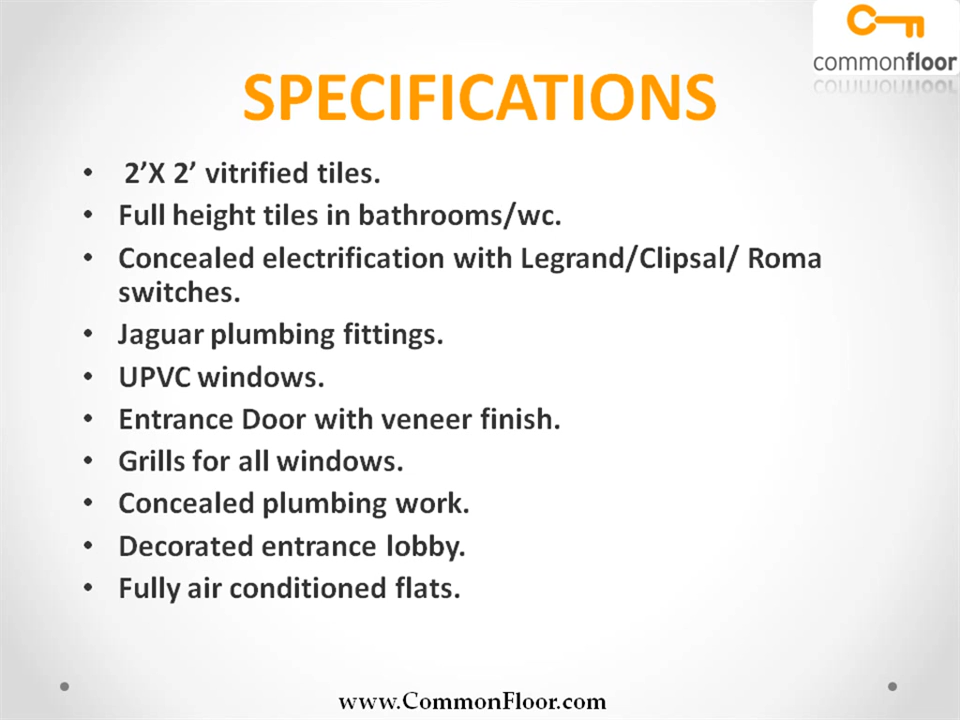 commonfloor
SPECIFICATIONS
• 2’X 2’ vitrified tiles.
• Full height tiles in bathrooms/wc.
• Concealed electrification with Legrand/Clipsal/ Roma
switches.
• Jaguar plumbing fittings.
• UPVC windows.
• Entrance Door with veneer finish.
• Grills for all windows.
• Concealed plumbing work.
• Decorated entrance lobby.
• Fully air conditioned flats.
www.CommonFloor.com